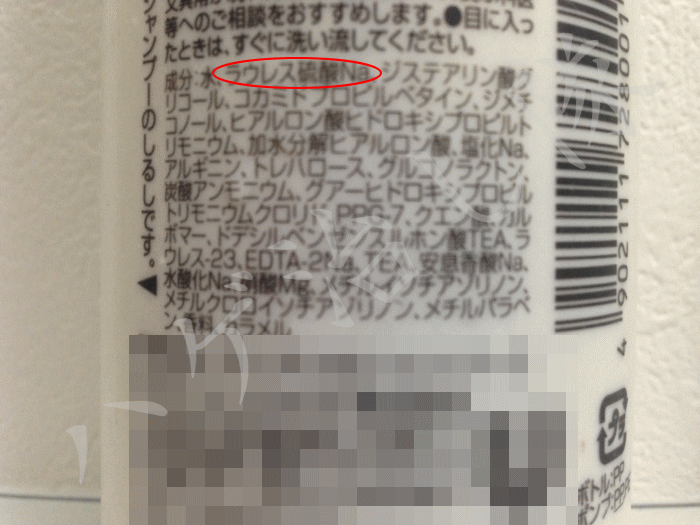 等へのご相談をおすすめします。●目に入っ
たときは、すぐに洗い流してください。
成分:水、ラウレス硫酸Na、ジステアリン酸グ
リコール、コカミドプロピルベタイン、ジメチ
コノール、ヒアルロン酸ヒドロキシプロピルト
リモニウム、加水分解ヒアルロン酸、塩化Na、
アルギニン、トレハロース、グルコノラクトン、
炭酸アンモニウム、グアーヒドロキシプロピル
トリモニウムクロリド、PPG-7、クエン酸、カル
ボマー、ドデシルベンゼンスルホン酸TEA、ラ
ウレス-23、EDTA-2Na、TEA、安息香酸Na、
水酸化Na、硝酸Mg、メチルイソチアゾリノン、
メチルクロロイソチアゾリノン、メチルパラベ
ン、香料、カラメル
シャンプーのしるしです。◀
4 902111 728001
プラ
ボトル:PP
ポンプ:PP,PE